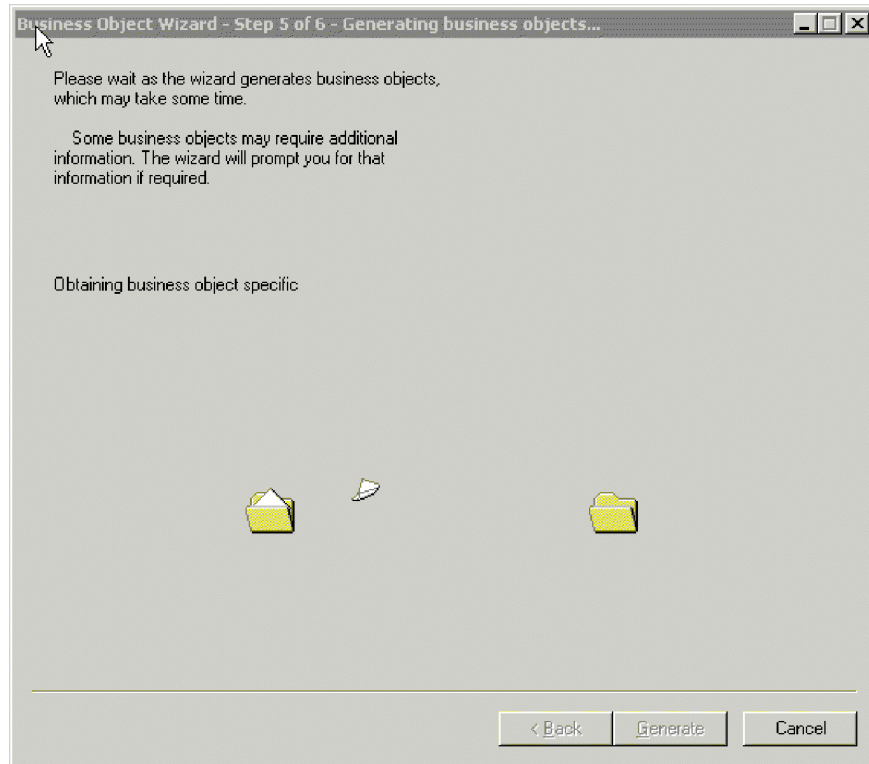 Business Object Wizard - Step 5 of 6 - Generating business objects...
Please wait as the wizard generates business objects,
which may take some time.
Some business objects may require additional
information. The wizard will prompt you for that
information if required.
Obtaining business object specific
< Back Generate Cancel